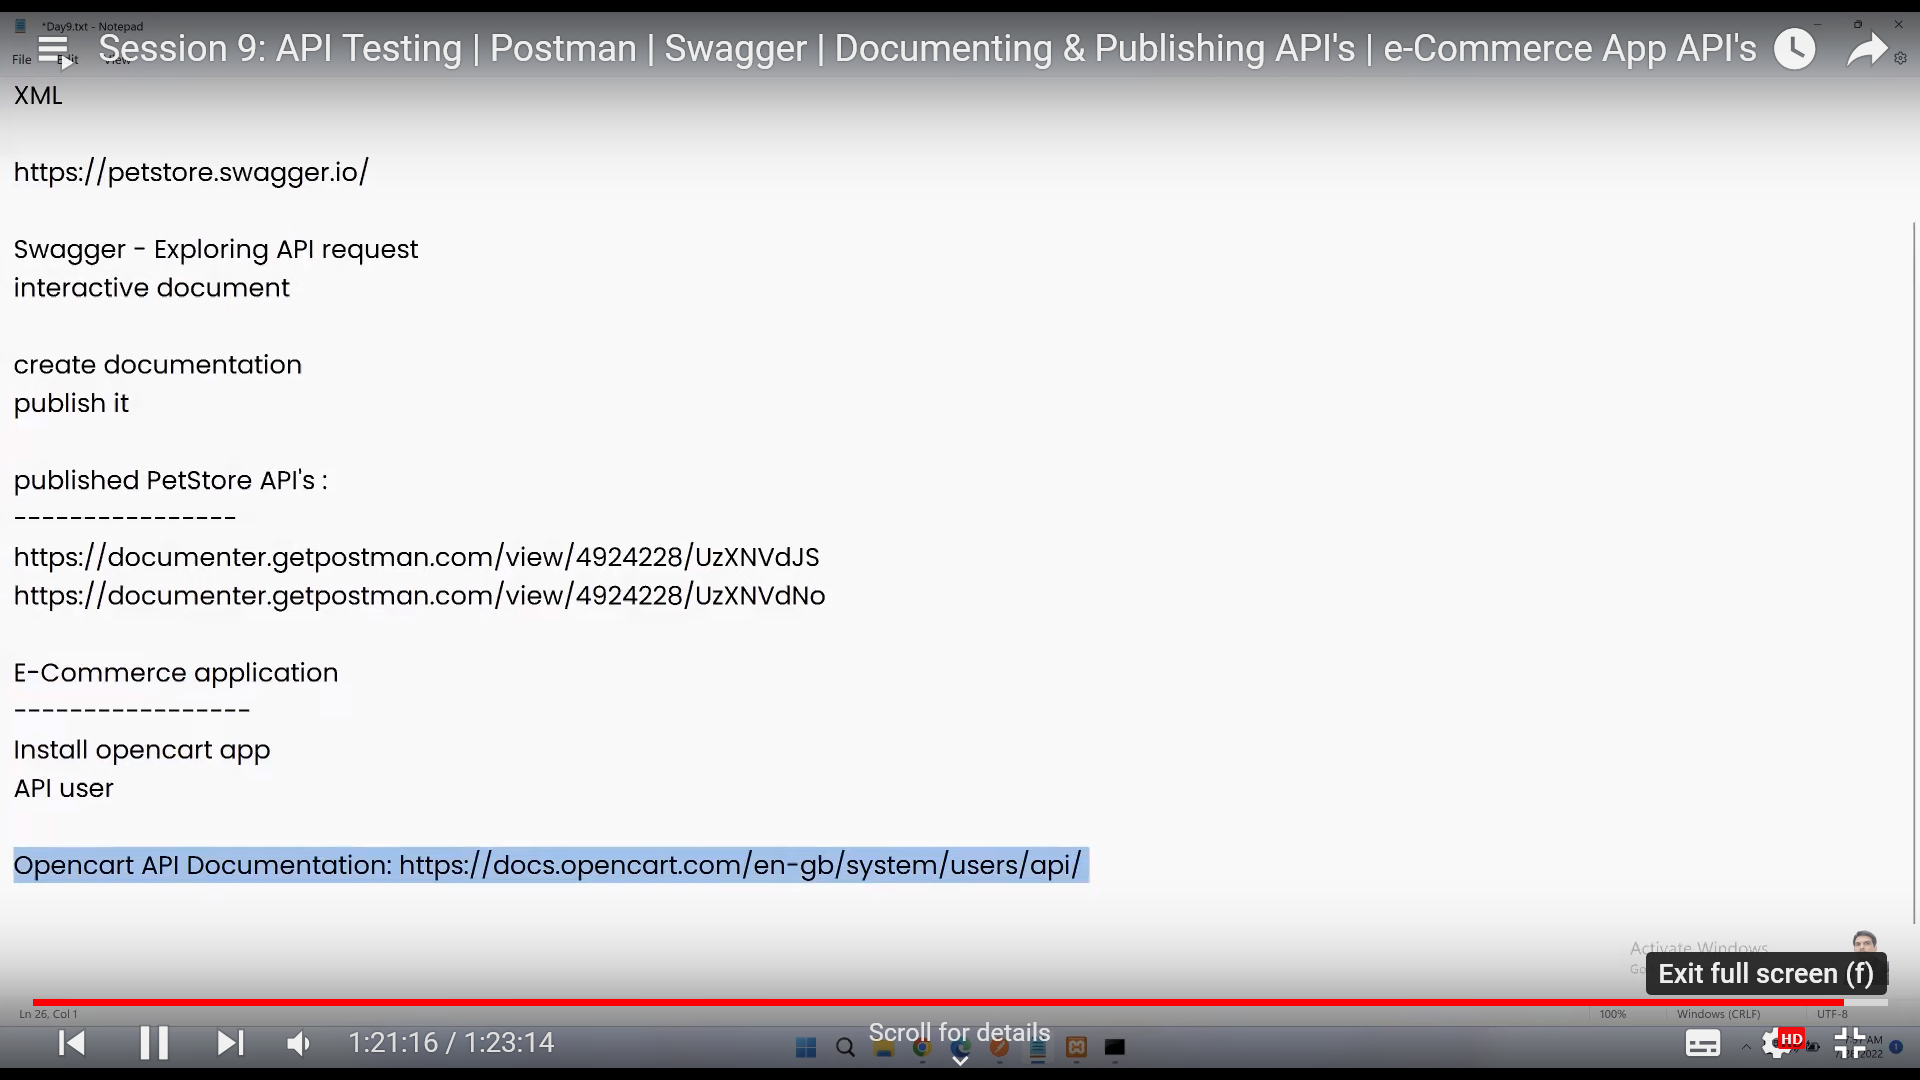 *Day9.txt - Notepad
Session 9: API Testing | Postman | Swagger | Documenting & Publishing API's | e-Commerce App API's
File Edit View
XML
https://petstore.swagger.io/
Swagger - Exploring API request
interactive document
create documentation
publish it
published PetStore API's :
----------------
https://documenter.getpostman.com/view/4924228/UzXNVdJS
https://documenter.getpostman.com/view/4924228/UzXNVdNo
E-Commerce application
-----------------
Install opencart app
API user
Opencart API Documentation: https://docs.opencart.com/en-gb/system/users/api/
Activate Windows
Exit full screen (f)
Ln 26, Col 1
100%
Windows (CRLF)
UTF-8
1:21:16 / 1:23:14
Scroll for details
HD
AM
2022